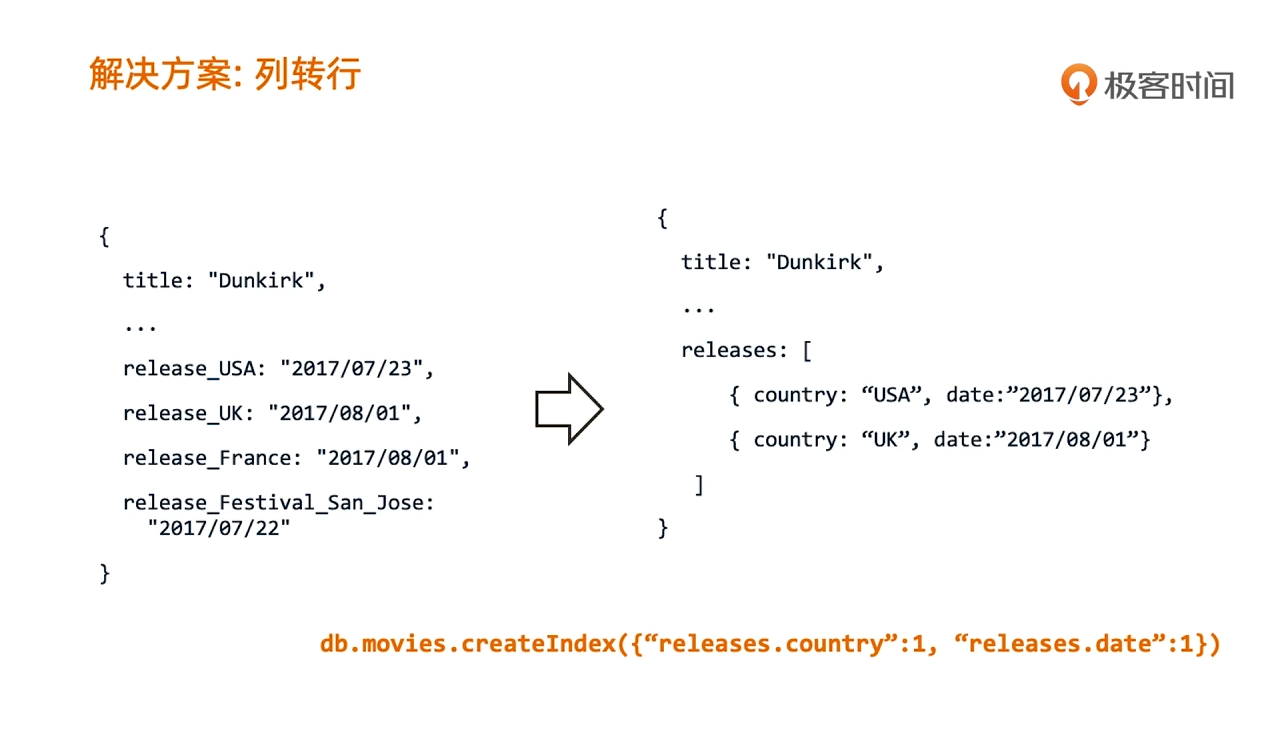 解决方案: 列转行
极客时间
{
title: "Dunkirk",
...
release_USA: "2017/07/23",
release_UK: "2017/08/01",
release_France: "2017/08/01",
release_Festival_San_Jose:
"2017/07/22"
}
{
title: "Dunkirk",
...
releases: [
{ country: “USA”, date:”2017/07/23”},
{ country: “UK”, date:”2017/08/01”}
]
}
db.movies.createIndex({“releases.country”:1, “releases.date”:1})